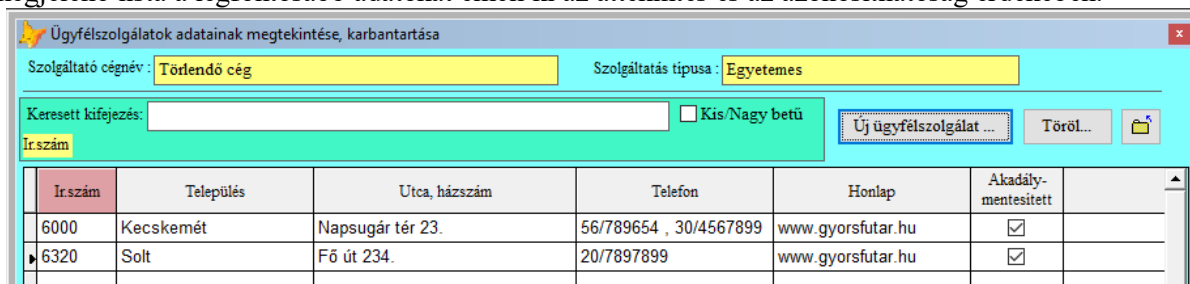 Ügyfélszolgálatok adatainak megtekintése, karbantartása
Szolgáltató cégnév : Törlendő cég Szolgáltatás típusa : Egyetemes
Keresett kifejezés: Kis/Nagy betű Új ügyfélszolgálat ... Töröl...
Ir.szám
Ir.szám Település Utca, házszám Telefon Honlap Akadály-
mentesített
6000 Kecskemét Napsugár tér 23. 56/789654 , 30/4567899 www.gyorsfutar.hu
6320 Solt Fő út 234. 20/7897899 www.gyorsfutar.hu